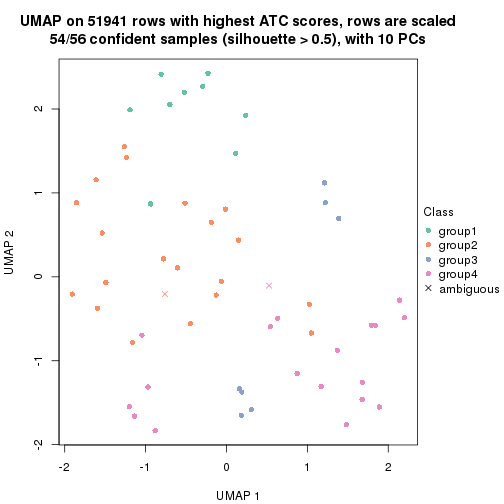 UMAP on 51941 rows with highest ATC scores, rows are scaled
54/56 confident samples (silhouette > 0.5), with 10 PCs
2
1
0
-1
-2
UMAP 2
-2
-1
0
1
2
UMAP 1
Class
group1
group2
group3
group4
ambiguous